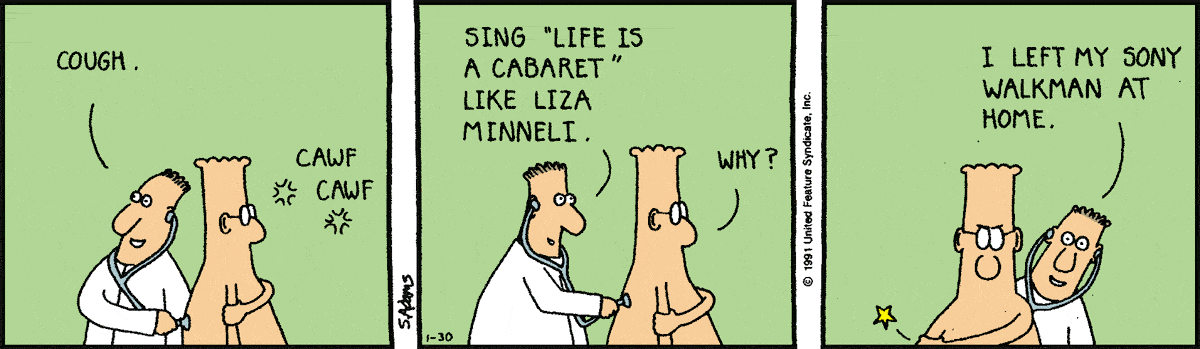 COUGH.
CAWF
CAWF
S.Adams
SING "LIFE IS
A CABARET"
LIKE LIZA
MINNELI.
WHY?
1-30
© 1991 United Feature Syndicate, Inc.
I LEFT MY SONY
WALKMAN AT
HOME.